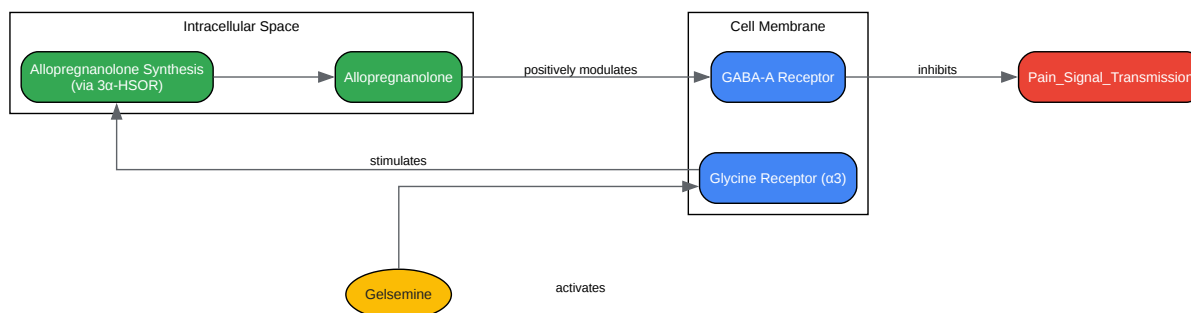 Intracellular Space
Cell Membrane
Allopregnanolone Synthesis
(via 3α-HSOR)
Allopregnanolone
positively modulates
GABA-A Receptor
inhibits
Pain_Signal_Transmission
stimulates
Glycine Receptor (α3)
Gelsemine
activates